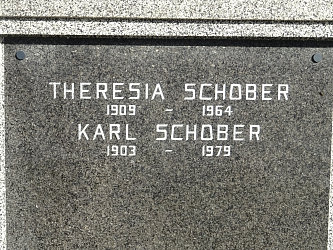 THERESIA SCHOBER
1909 - 1964
KARL SCHOBER
1903 - 1979